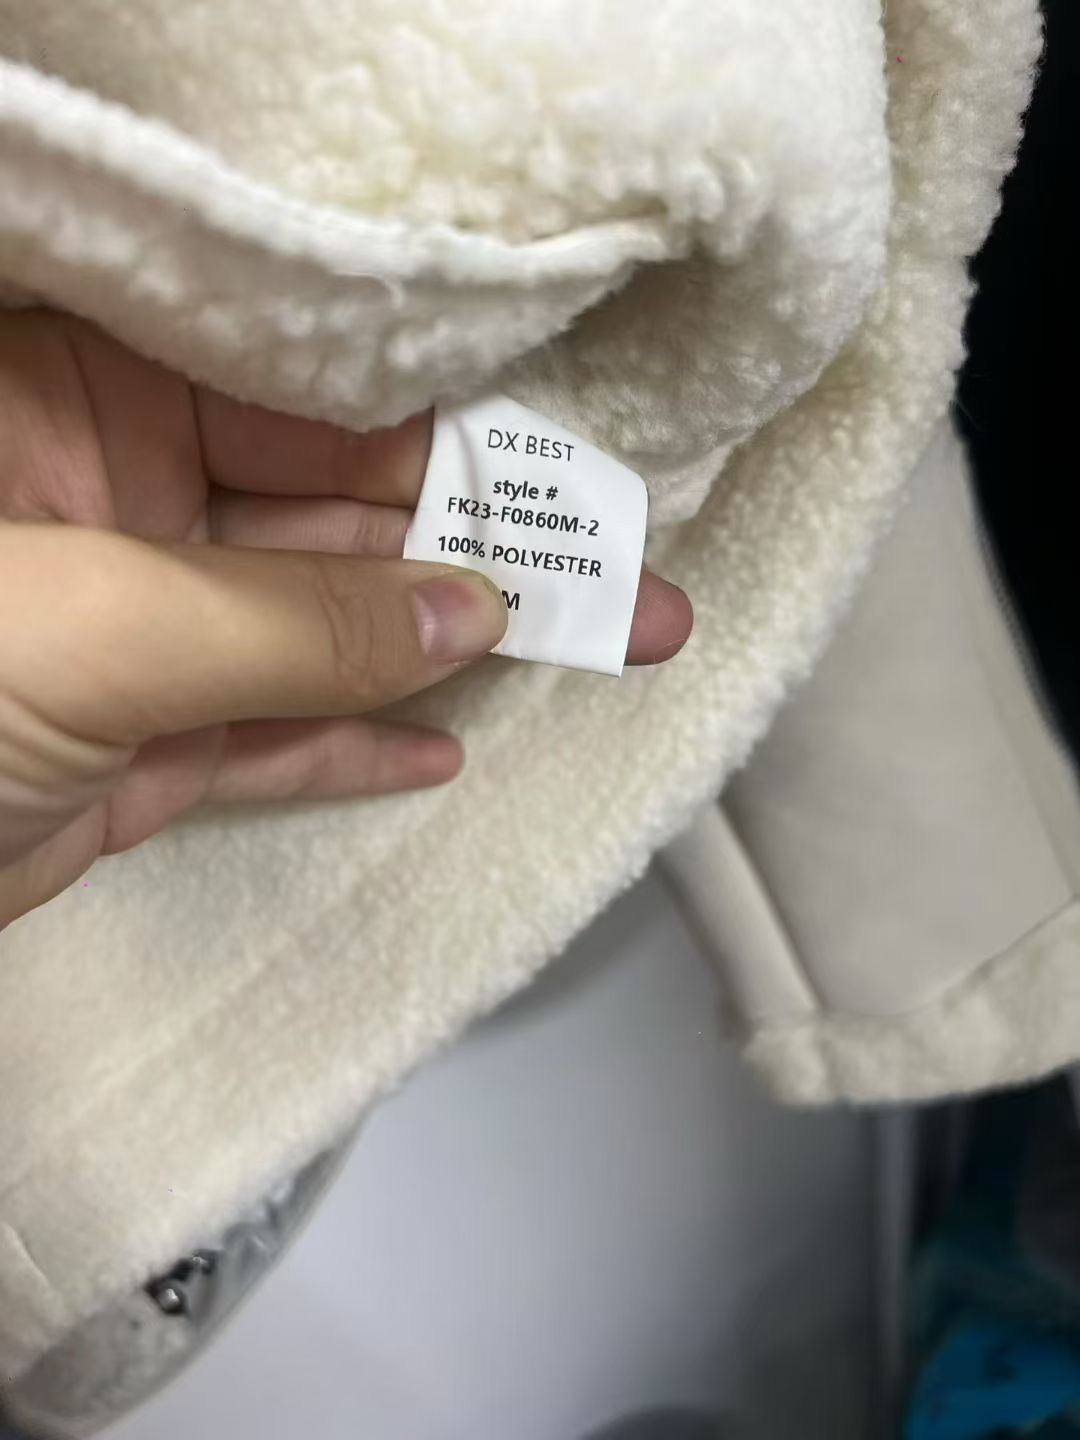 DX BEST
style #
FK23-F0860M-2
100% POLYESTER
M